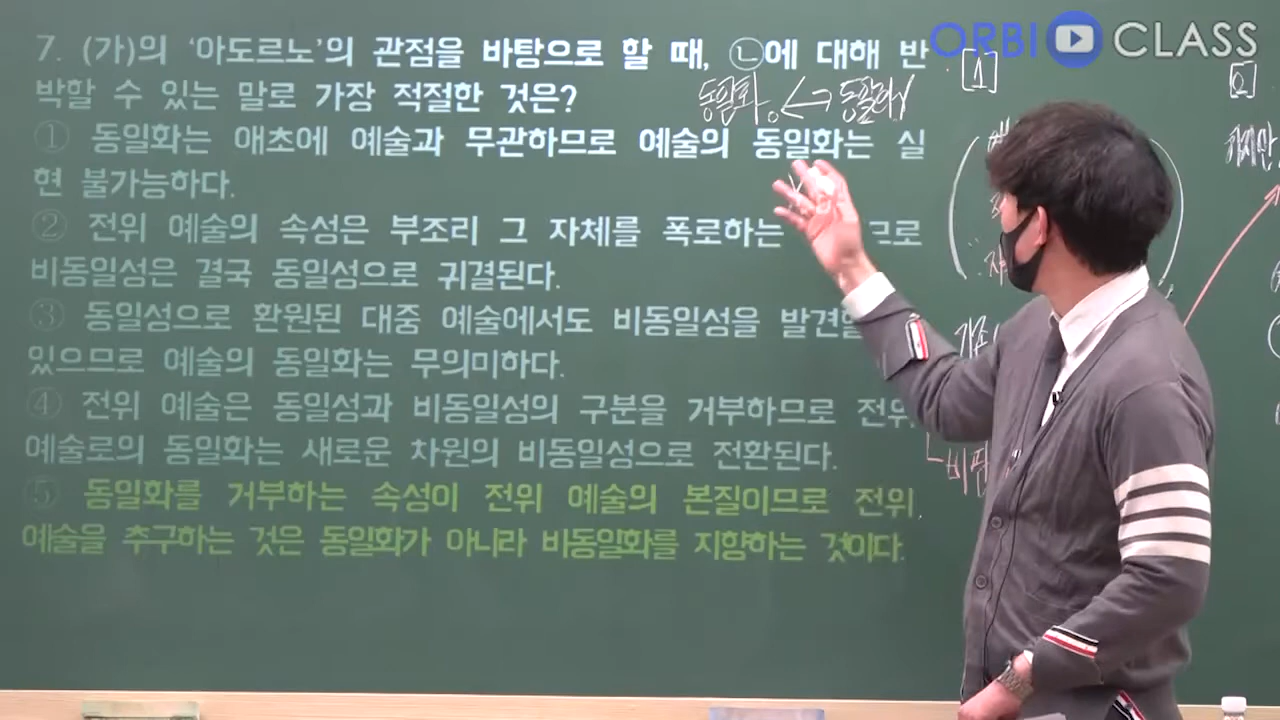 ORBI CLASS
7. (가)의 ‘아도르노’의 관점을 바탕으로 할 때, ㉡에 대해 반
박할 수 있는 말로 가장 적절한 것은?
① 동일화는 애초에 예술과 무관하므로 예술의 동일화는 실
현 불가능하다.
② 전위 예술의 속성은 부조리 그 자체를 폭로하는 므로
비동일성은 결국 동일성으로 귀결된다.
③ 동일성으로 환원된 대중 예술에서도 비동일성을
있으므로 예술의 동일화는 무의미하다.
④ 전위 예술은 동일성과 비동일성의 구분을 거부하므로 전위
예술로의 동일화는 새로운 차원의 비동일성으로 전환된다.
⑤ 동일화를 거부하는 속성이 전위 예술의 본질이므로 전위
예술을 추구하는 것은 동일화가 아니라 비동일화를 지향하는 것이다.
[1]
[2]
하지만